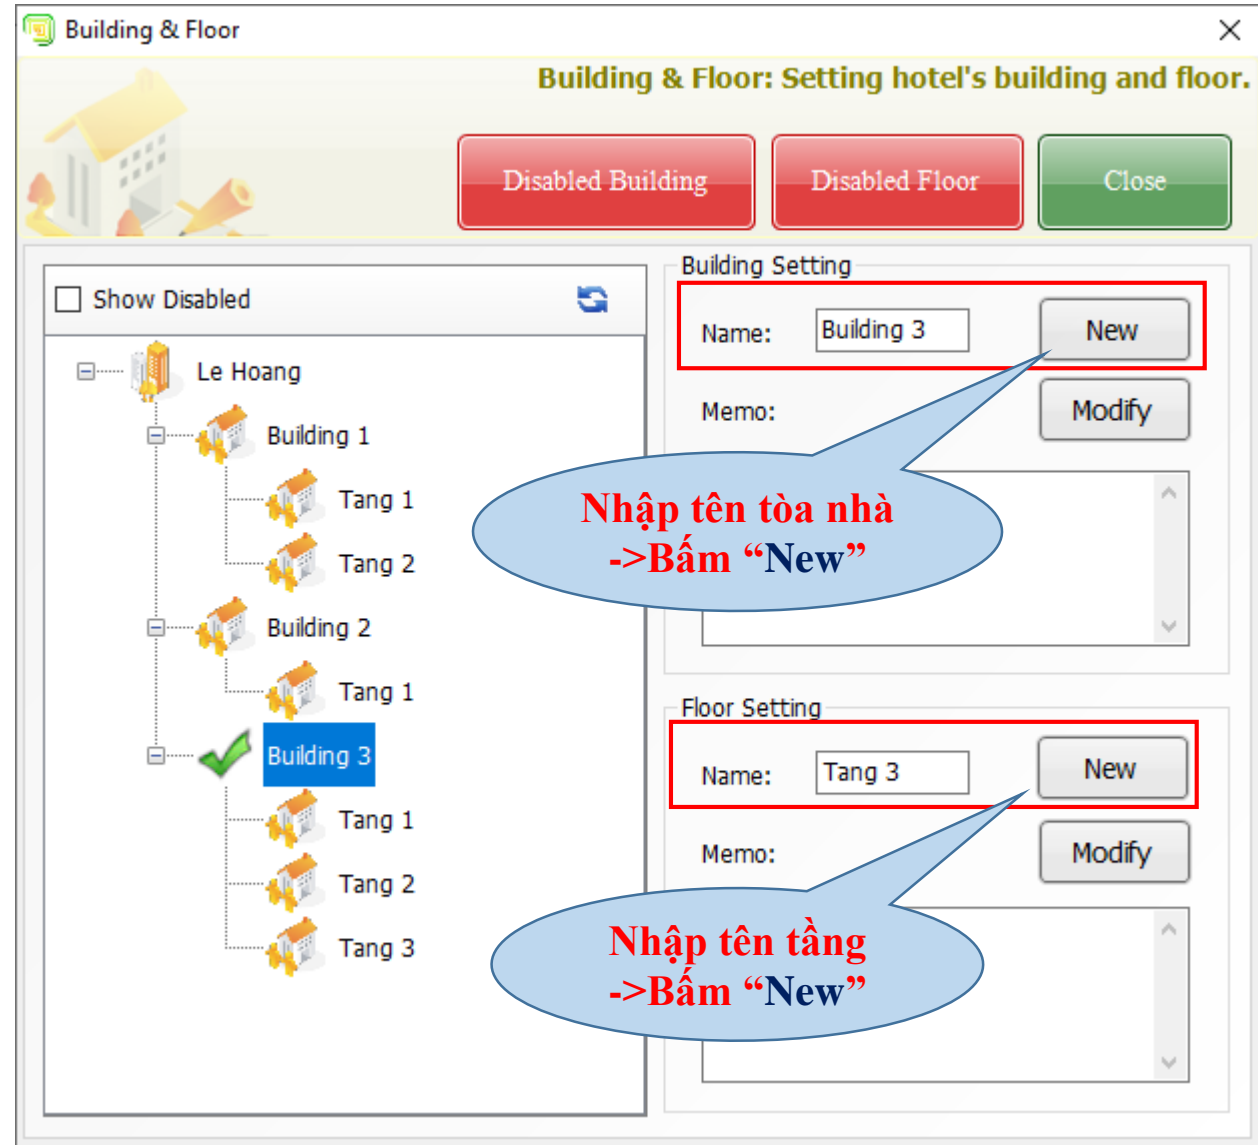 Building & Floor
Building & Floor: Setting hotel's building and floor.
Disabled Building
Disabled Floor
Close
Show Disabled
Le Hoang
Building 1
Tang 1
Tang 2
Building 2
Tang 1
Building 3
Tang 1
Tang 2
Tang 3
Building Setting
Name:
Building 3
New
Memo:
Modify
Nhập tên tòa nhà
->Bấm “New”
Floor Setting
Name:
Tang 3
New
Memo:
Modify
Nhập tên tầng
->Bấm “New”